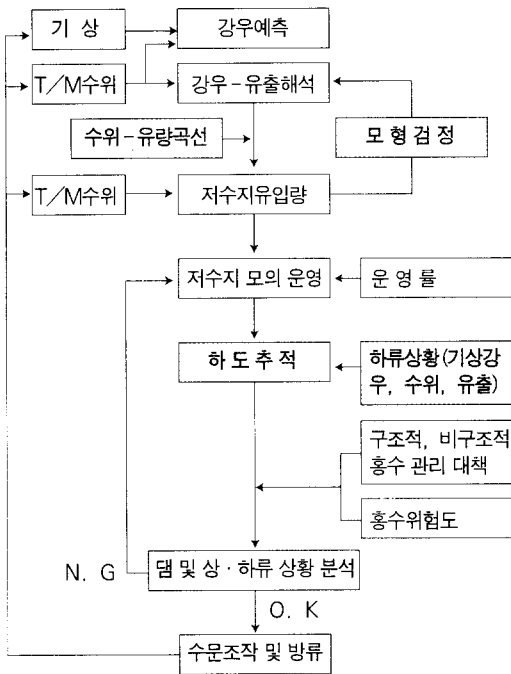 기 상
강우예측
T/M수위
강우-유출해석
수위-유량곡선
모 형 검 정
T/M수위
저수지유입량
저수지 모의 운영
운 영 률
하 도 추 적
하류상황(기상강
우, 수위, 유출)
구조적, 비구조적
홍수 관리 대책
홍수위험도
N. G
댐 및 상·하류 상황 분석
O. K
수문조작 및 방류